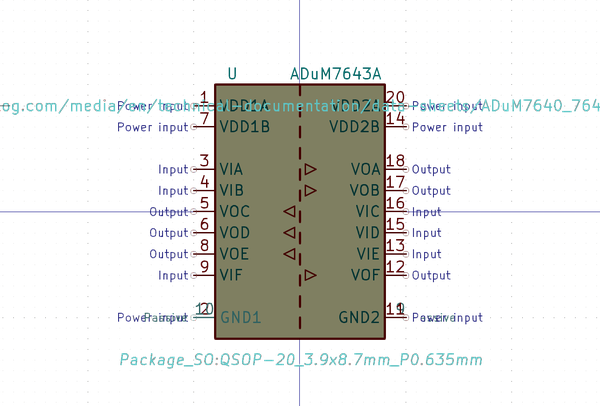 U ADuM7643A
og.com/media/en/technical-documentation/data-sheets/ADuM7640_764
Power input 1 VDD1A VDD2A 20 Power input
Power input 7 VDD1B VDD2B 14 Power input
Input 3 VIA VOA 18 Output
Input 4 VIB VOB 17 Output
Output 5 VOC VIC 16 Input
Output 6 VOD VID 15 Input
Output 8 VOE VIE 13 Input
Input 9 VIF VOF 12 Output
Power input 2 10 GND1 GND2 11 Power input
Package_SO:QSOP-20_3.9x8.7mm_P0.635mm